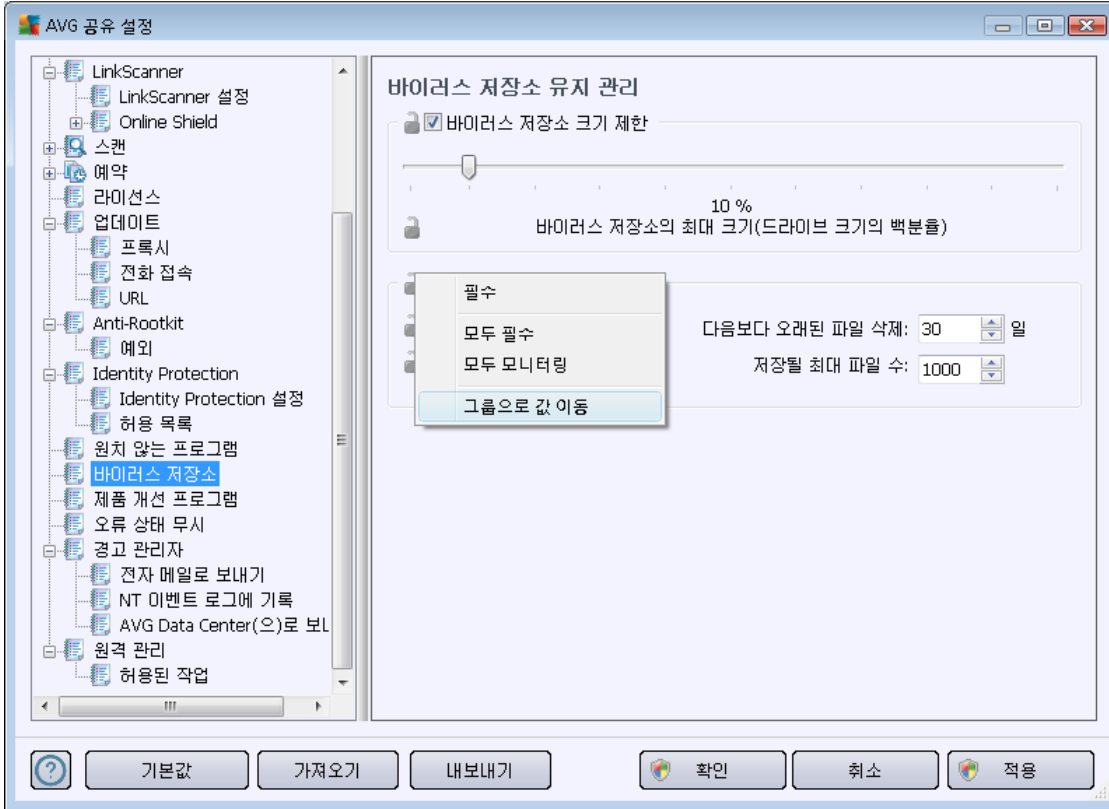 AVG 공유 설정
LinkScanner
LinkScanner 설정
Online Shield
스캔
예약
라이선스
업데이트
프록시
전화 접속
URL
Anti-Rootkit
예외
Identity Protection
Identity Protection 설정
허용 목록
원치 않는 프로그램
바이러스 저장소
제품 개선 프로그램
오류 상태 무시
경고 관리자
전자 메일로 보내기
NT 이벤트 로그에 기록
AVG Data Center(으)로 보내
원격 관리
허용된 작업
바이러스 저장소 유지 관리
바이러스 저장소 크기 제한
10 %
바이러스 저장소의 최대 크기(드라이브 크기의 백분율)
필수
모두 필수
모두 모니터링
그룹으로 값 이동
다음보다 오래된 파일 삭제: 30 일
저장될 최대 파일 수: 1000
기본값
가져오기
내보내기
확인
취소
적용